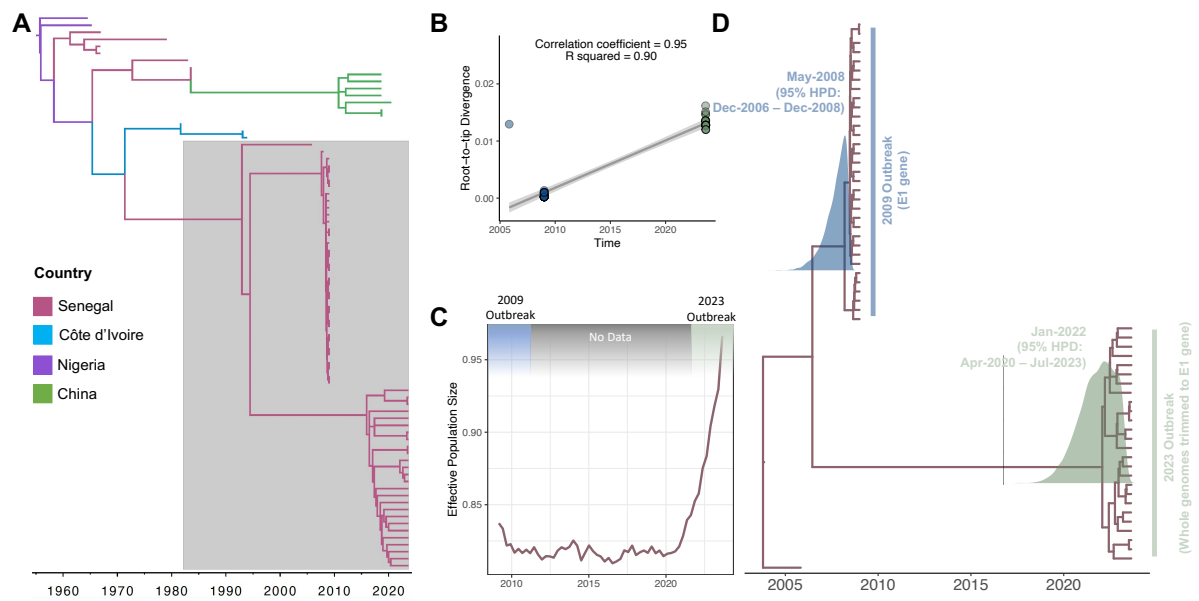 A
Country
Senegal
Côte d'Ivoire
Nigeria
China
1960 1970 1980 1990 2000 2010 2020
B
Correlation coefficient = 0.95
R squared = 0.90
Root−to−tip Divergence
0.02
0.01
0.00
2005 2010 2015 2020
Time
C
2009
Outbreak
2023
Outbreak
No Data
Effective Population Size
0.95
0.90
0.85
2010 2015 2020
D
May-2008
(95% HPD:
Dec-2006 – Dec-2008)
2009 Outbreak
(E1 gene)
Jan-2022
(95% HPD:
Apr-2020 – Jul-2023)
2023 Outbreak
(Whole genomes trimmed to E1 gene)
2005 2010 2015 2020